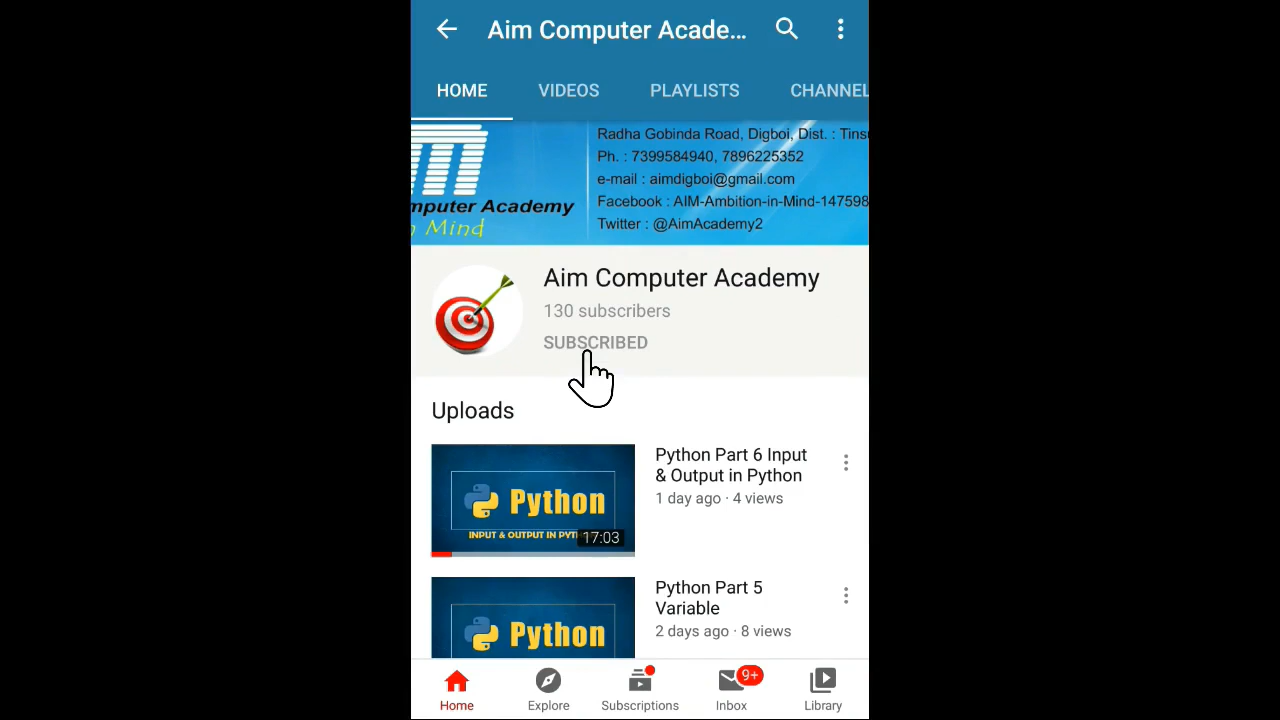 Aim Computer Acade...
HOME VIDEOS PLAYLISTS CHANNEL
Radha Gobinda Road, Digboi, Dist. : Tinsu
Ph. : 7399584940, 7896225352
e-mail : aimdigboi@gmail.com
Facebook : AIM-Ambition-in-Mind-147598
Twitter : @AimAcademy2
mputer Academy
n Mind
Aim Computer Academy
130 subscribers
SUBSCRIBED
Uploads
Python
INPUT & OUTPUT IN PYTH
17:03
Python Part 6 Input
& Output in Python
1 day ago · 4 views
Python
Python Part 5
Variable
2 days ago · 8 views
9+
Home Explore Subscriptions Inbox Library